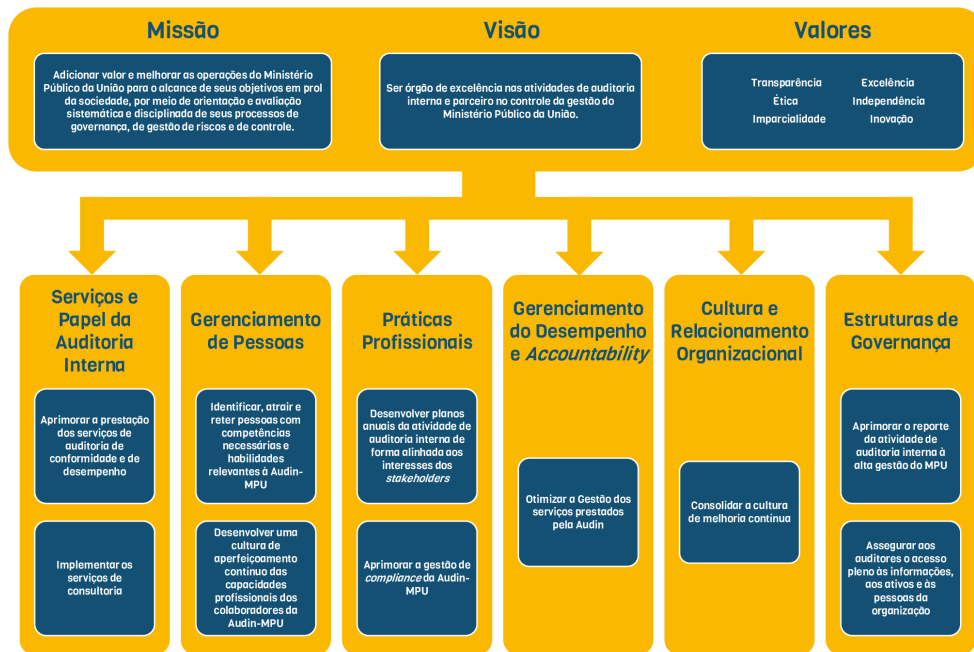 Missão
Adicionar valor e melhorar as operações do Ministério
Público da União para o alcance de seus objetivos em prol
da sociedade, por meio de orientação e avaliação
sistemática e disciplinada de seus processos de
governança, de gestão de riscos e de controle.
Visão
Ser órgão de excelência nas atividades de auditoria
interna e parceiro no controle da gestão do
Ministério Público da União.
Valores
Transparência
Ética
Imparcialidade
Excelência
Independência
Inovação
Serviços e
Papel da
Auditoria
Interna
Aprimorar a prestação
dos serviços de
auditoria de
conformidade e de
desempenho
Implementar os
serviços de
consultoria
Gerenciamento
de Pessoas
Identificar, atrair e
reter pessoas com
competências
necessárias e
habilidades
relevantes à Audin-
MPU
Desenvolver uma
cultura de
aperfeiçoamento
contínuo das
capacidades
profissionais dos
colaboradores da
Audin-MPU
Práticas
Profissionais
Desenvolver planos
anuais da atividade de
auditoria interna de
forma alinhada aos
interesses dos
stakeholders
Aprimorar a gestão de
compliance da Audin-
MPU
Gerenciamento
do Desempenho
e Accountability
Otimizar a Gestão dos
serviços prestados
pela Audin
Cultura e
Relacionamento
Organizacional
Consolidar a cultura
de melhoria contínua
Estruturas de
Governança
Aprimorar o reporte
da atividade de
auditoria interna à
alta gestão do MPU
Assegurar aos
auditores o acesso
pleno às informações,
aos ativos e às
pessoas da
organização